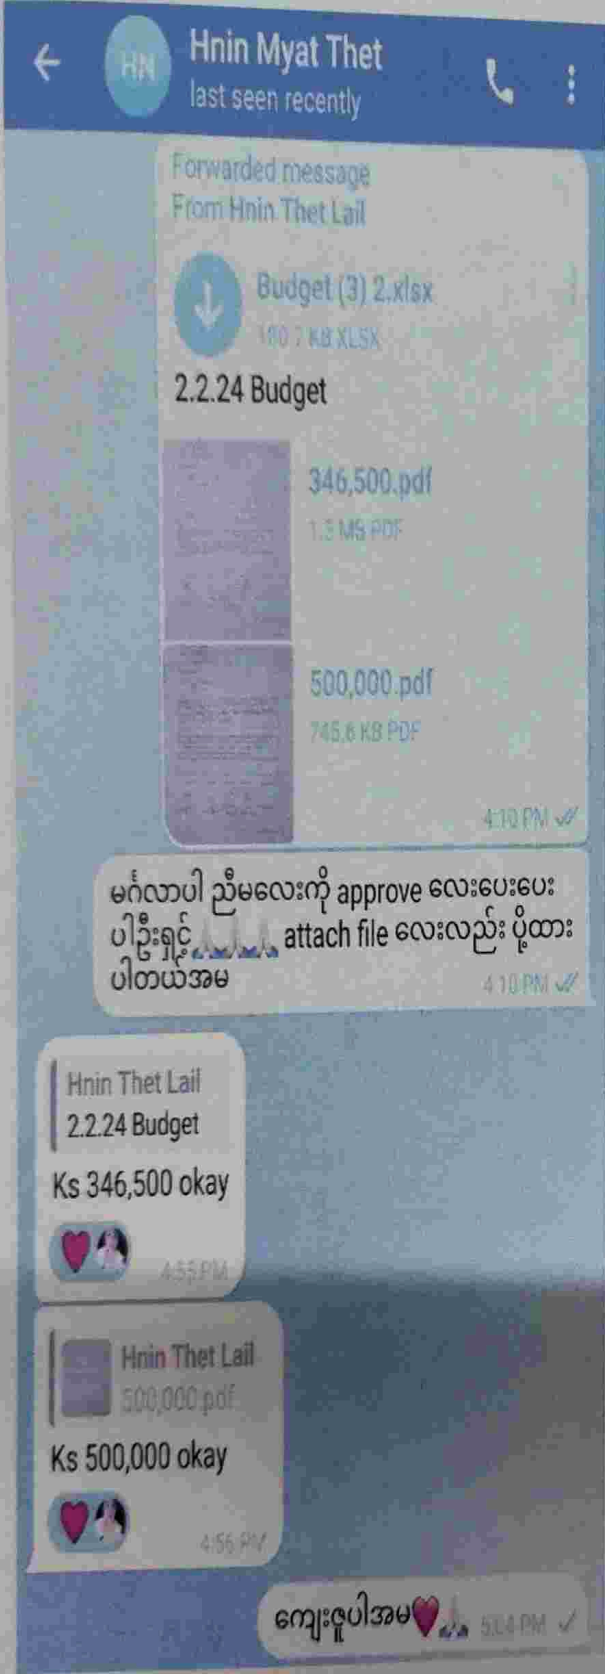 Hnin Myat Thet
last seen recently
Forwarded message
From Hnin Thet Lail
Budget (3) 2.xlsx
KB XLSX
2.2.24 Budget
346,500.pdf
1.3 MB PDF
500,000.pdf
745.6 KB PDF
4:10 PM
မင်္ဂလာပါ ညီမလေးကို approve လေးပေးပေး
ပါဦးရှင့်🙏🙏🙏 attach file လေးလည်း ပို့ထား
ပါတယ်အမ
4:10 PM
Hnin Thet Lail
2.2.24 Budget
Ks 346,500 okay
4:55 PM
Hnin Thet Lail
500,000.pdf
Ks 500,000 okay
4:56 PM
ကျေးဇူပါအမ❤🙏
5:04 PM